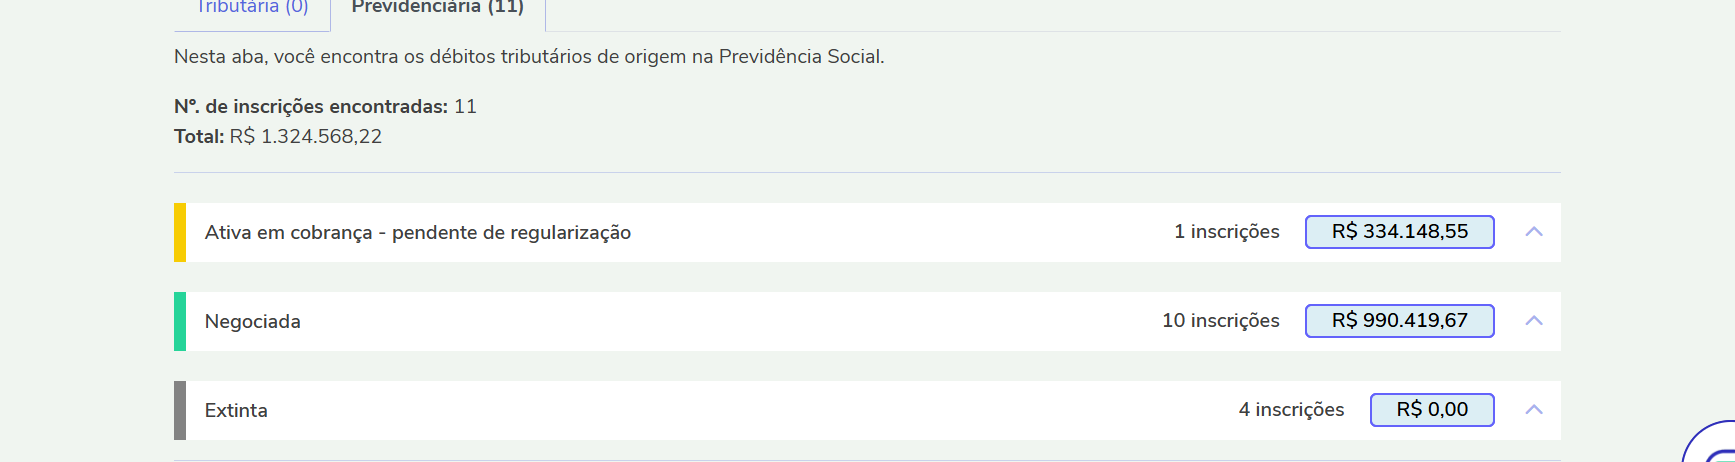 Tributária (0)
Previdenciária (11)
Nesta aba, você encontra os débitos tributários de origem na Previdência Social.
Nº. de inscrições encontradas: 11
Total: R$ 1.324.568,22
Ativa em cobrança - pendente de regularização 1 inscrições R$ 334.148,55
Negociada 10 inscrições R$ 990.419,67
Extinta 4 inscrições R$ 0,00